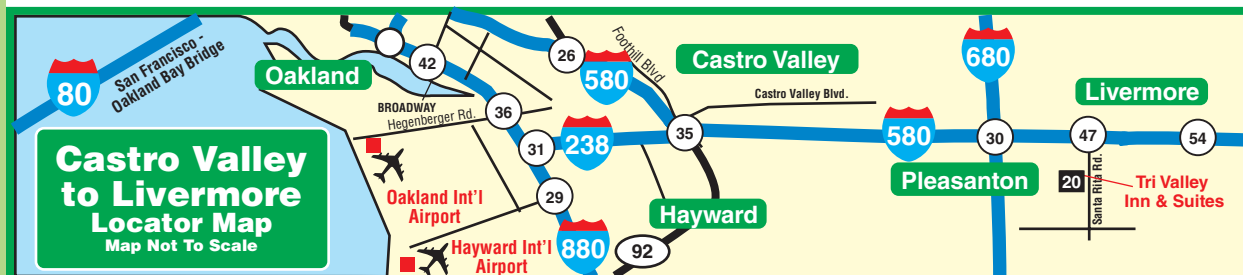 80
San Francisco -
Oakland Bay Bridge
Oakland
42
BROADWAY
Hegenberger Rd.
36
26
Foothill Blvd
580
Castro Valley
Castro Valley Blvd.
680
Livermore
31
238
35
580
30
47
54
Castro Valley
to Livermore
Locator Map
Map Not To Scale
Oakland Int'l
Airport
29
Hayward
Pleasanton
20
Santa Rita Rd.
Tri Valley
Inn & Suites
Hayward Int'l
Airport
880
92